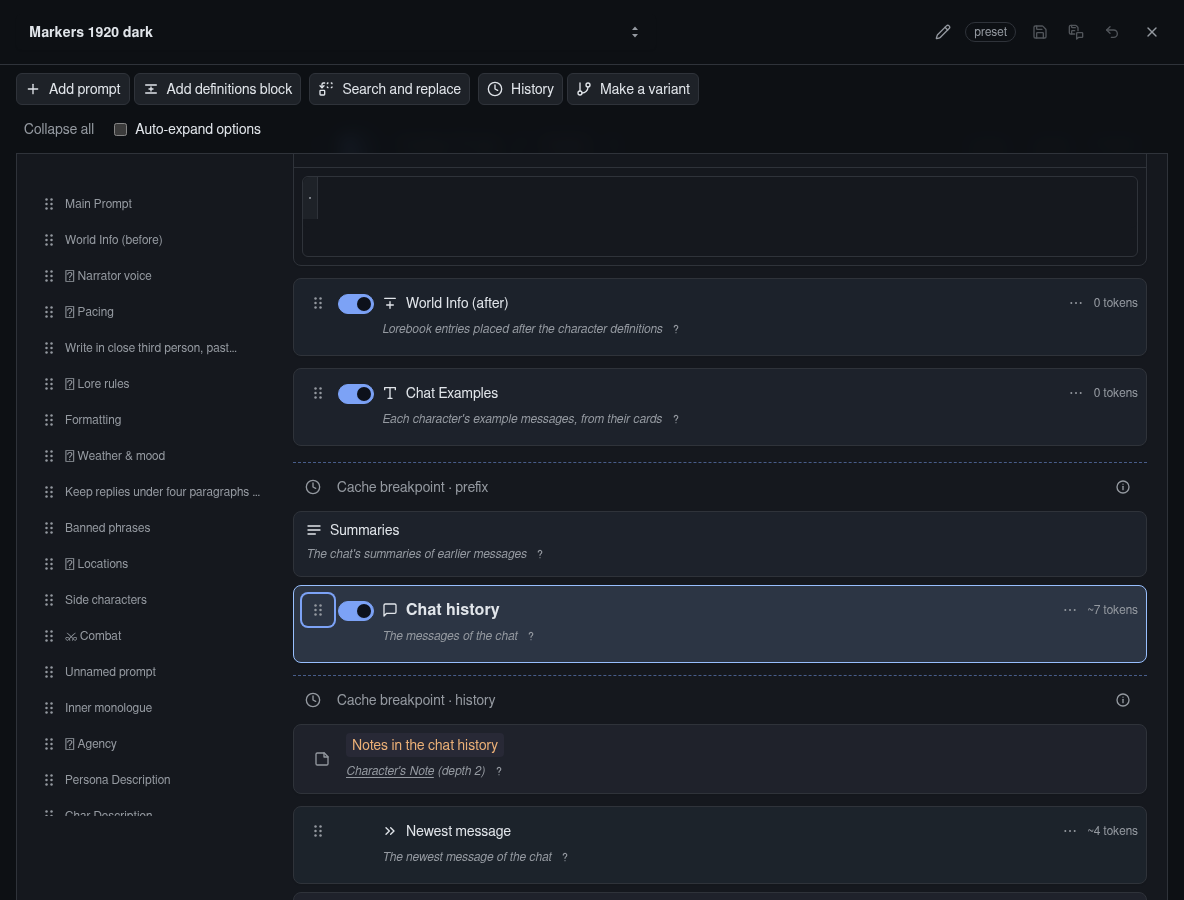 Markers 1920 dark
preset
Add prompt
Add definitions block
Search and replace
History
Make a variant
Collapse all
Auto-expand options
Main Prompt
World Info (before)
Narrator voice
Pacing
Write in close third person, past…
Lore rules
Formatting
Weather & mood
Keep replies under four paragraphs …
Banned phrases
Locations
Side characters
⚔ Combat
Unnamed prompt
Inner monologue
Agency
Persona Description
Char Description
World Info (after)
··· 0 tokens
Lorebook entries placed after the character definitions ?
Chat Examples
··· 0 tokens
Each character's example messages, from their cards ?
Cache breakpoint · prefix
Summaries
The chat's summaries of earlier messages ?
Chat history
··· ~7 tokens
The messages of the chat ?
Cache breakpoint · history
Notes in the chat history
Character's Note (depth 2) ?
Newest message
··· ~4 tokens
The newest message of the chat ?